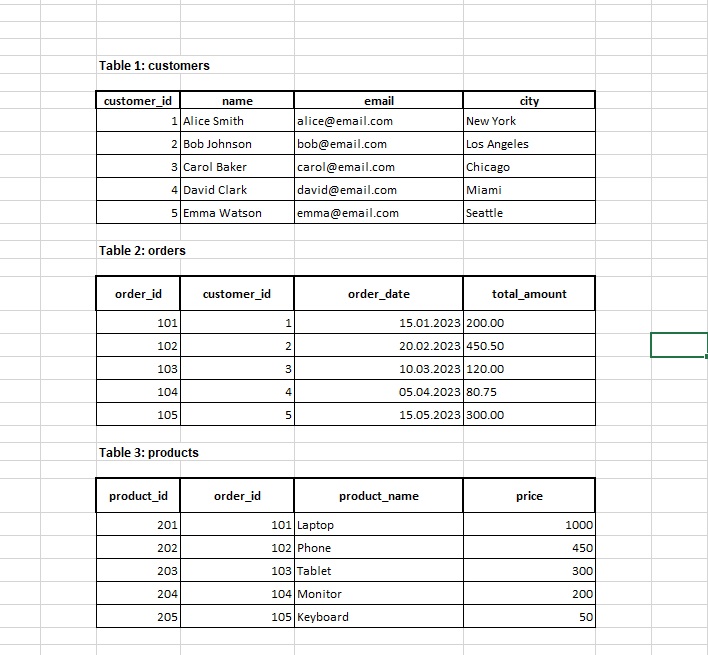 Table 1: customers
customer_id name email city
1 Alice Smith alice@email.com New York
2 Bob Johnson bob@email.com Los Angeles
3 Carol Baker carol@email.com Chicago
4 David Clark david@email.com Miami
5 Emma Watson emma@email.com Seattle
Table 2: orders
order_id customer_id order_date total_amount
101 1 15.01.2023 200.00
102 2 20.02.2023 450.50
103 3 10.03.2023 120.00
104 4 05.04.2023 80.75
105 5 15.05.2023 300.00
Table 3: products
product_id order_id product_name price
201 101 Laptop 1000
202 102 Phone 450
203 103 Tablet 300
204 104 Monitor 200
205 105 Keyboard 50